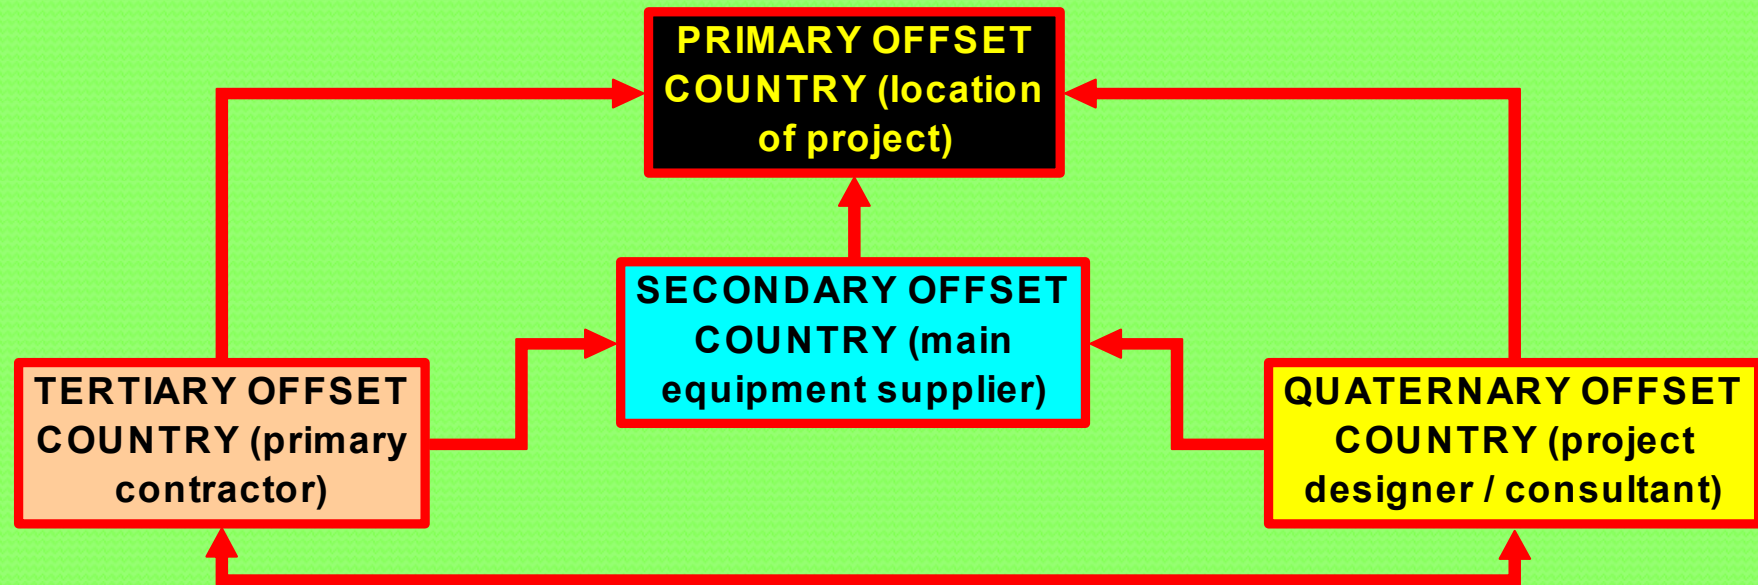 PRIMARY OFFSET
COUNTRY (location
of project)
SECONDARY OFFSET
COUNTRY (main
equipment supplier)
TERTIARY OFFSET
COUNTRY (primary
contractor)
QUATERNARY OFFSET
COUNTRY (project
designer / consultant)